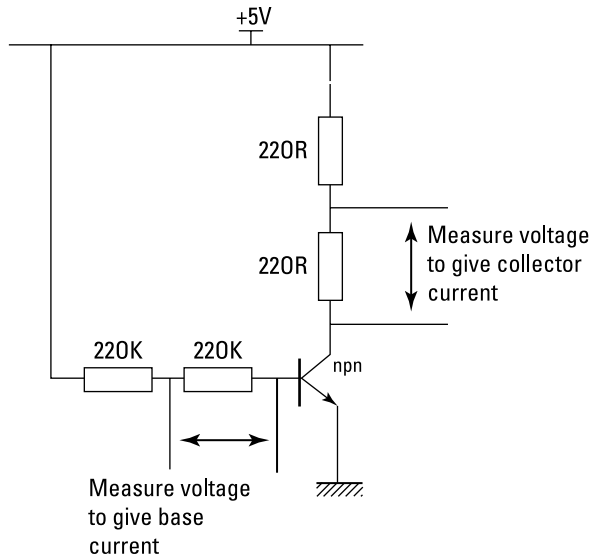 +5V
220R
220R
Measure voltage
to give collector
current
220K
220K
npn
Measure voltage
to give base
current